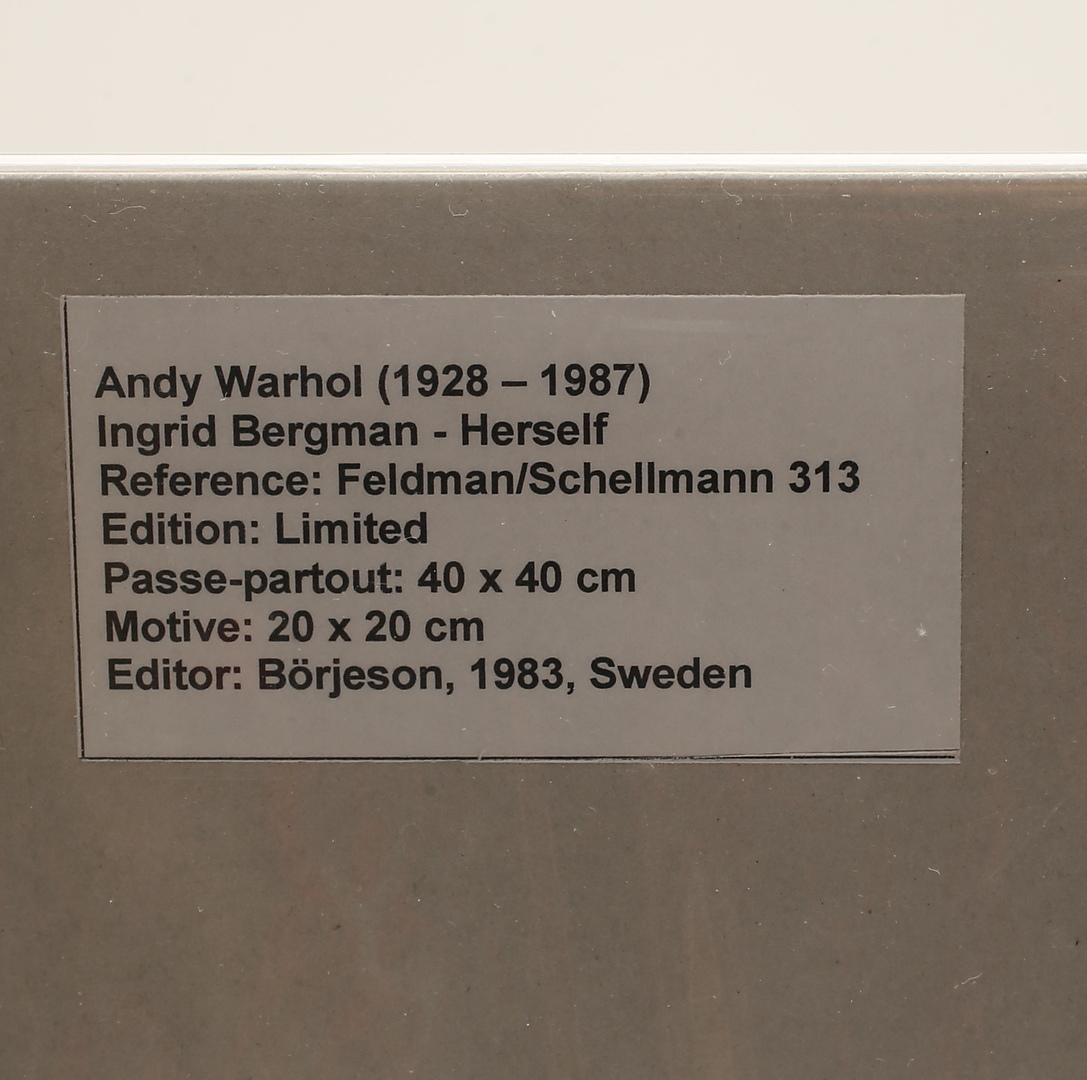 Andy Warhol (1928 – 1987)
Ingrid Bergman - Herself
Reference: Feldman/Schellmann 313
Edition: Limited
Passe-partout: 40 x 40 cm
Motive: 20 x 20 cm
Editor: Börjeson, 1983, Sweden